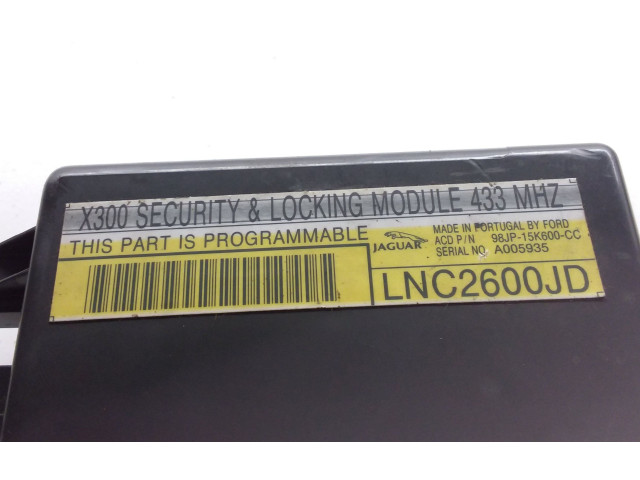 X300 SECURITY & LOCKING MODULE 433 MHZ
THIS PART IS PROGRAMMABLE
JAGUAR
MADE IN PORTUGAL BY FORD
ACD P/N 98JP-15K600-CC
SERIAL NO. A005935
LNC2600JD